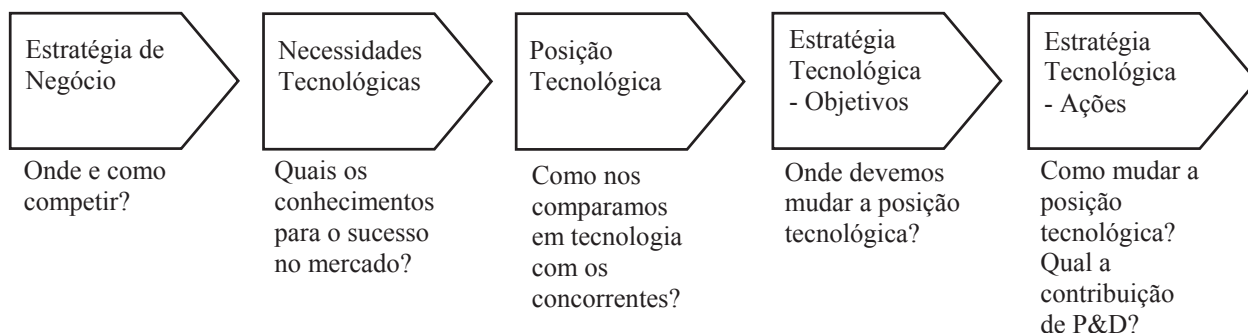 Estratégia de
Negócio
Onde e como
competir?
Necessidades
Tecnológicas
Quais os
conhecimentos
para o sucesso
no mercado?
Posição
Tecnológica
Como nos
comparamos
em tecnologia
com os
concorrentes?
Estratégia
Tecnológica
- Objetivos
Onde devemos
mudar a posição
tecnológica?
Estratégia
Tecnológica
- Ações
Como mudar a
posição
tecnológica?
Qual a
contribuição
de P&D?